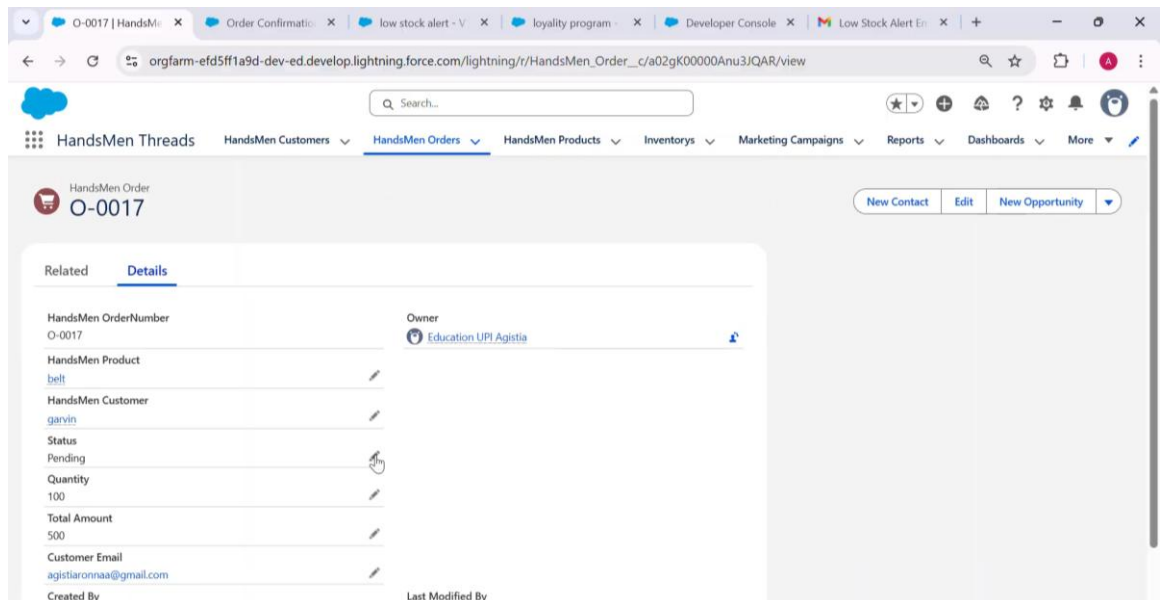 O-0017 | HandsMe
Order Confirmatio
low stock alert - V
loyality program -
Developer Console
Low Stock Alert En
orgfarm-efd5ff1a9d-dev-ed.develop.lightning.force.com/lightning/r/HandsMen_Order__c/a02gK00000Anu3JQAR/view
A
Search...
HandsMen Threads
HandsMen Customers
HandsMen Orders
HandsMen Products
Inventorys
Marketing Campaigns
Reports
Dashboards
More
HandsMen Order
O-0017
New Contact
Edit
New Opportunity
Related
Details
HandsMen OrderNumber
O-0017
Owner
Education UPI Agistia
HandsMen Product
belt
HandsMen Customer
garvin
Status
Pending
Quantity
100
Total Amount
500
Customer Email
agistiaronnaa@gmail.com
Created By
Last Modified By